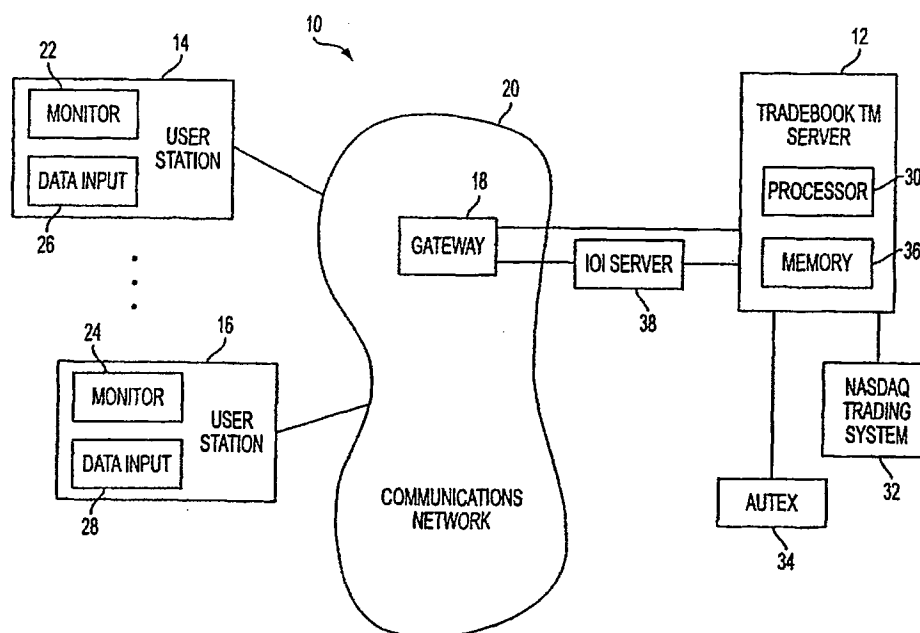 10
22
14
MONITOR
USER
STATION
DATA INPUT
26
24
16
MONITOR
USER
STATION
DATA INPUT
28
20
18
GATEWAY
COMMUNICATIONS
NETWORK
IOI SERVER
38
12
TRADEBOOK TM
SERVER
PROCESSOR
30
MEMORY
36
NASDAQ
TRADING
SYSTEM
32
AUTEX
34